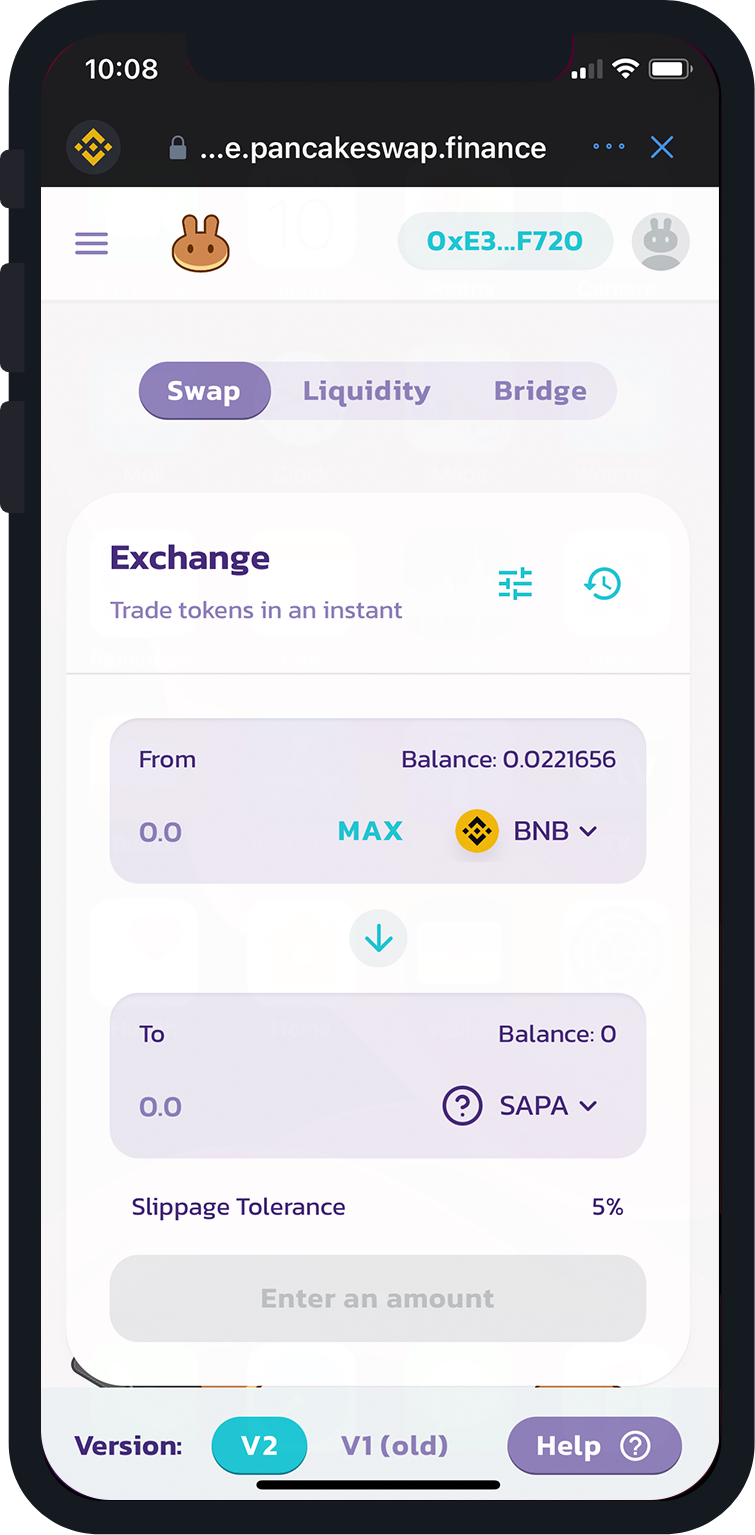 10:08
...e.pancakeswap.finance
0xE3...F720
Swap Liquidity Bridge
Exchange
Trade tokens in an instant
From Balance: 0.0221656
0.0 MAX BNB
To Balance: 0
0.0 SAPA
Slippage Tolerance 5%
Enter an amount
Version: V2 V1 (old) Help